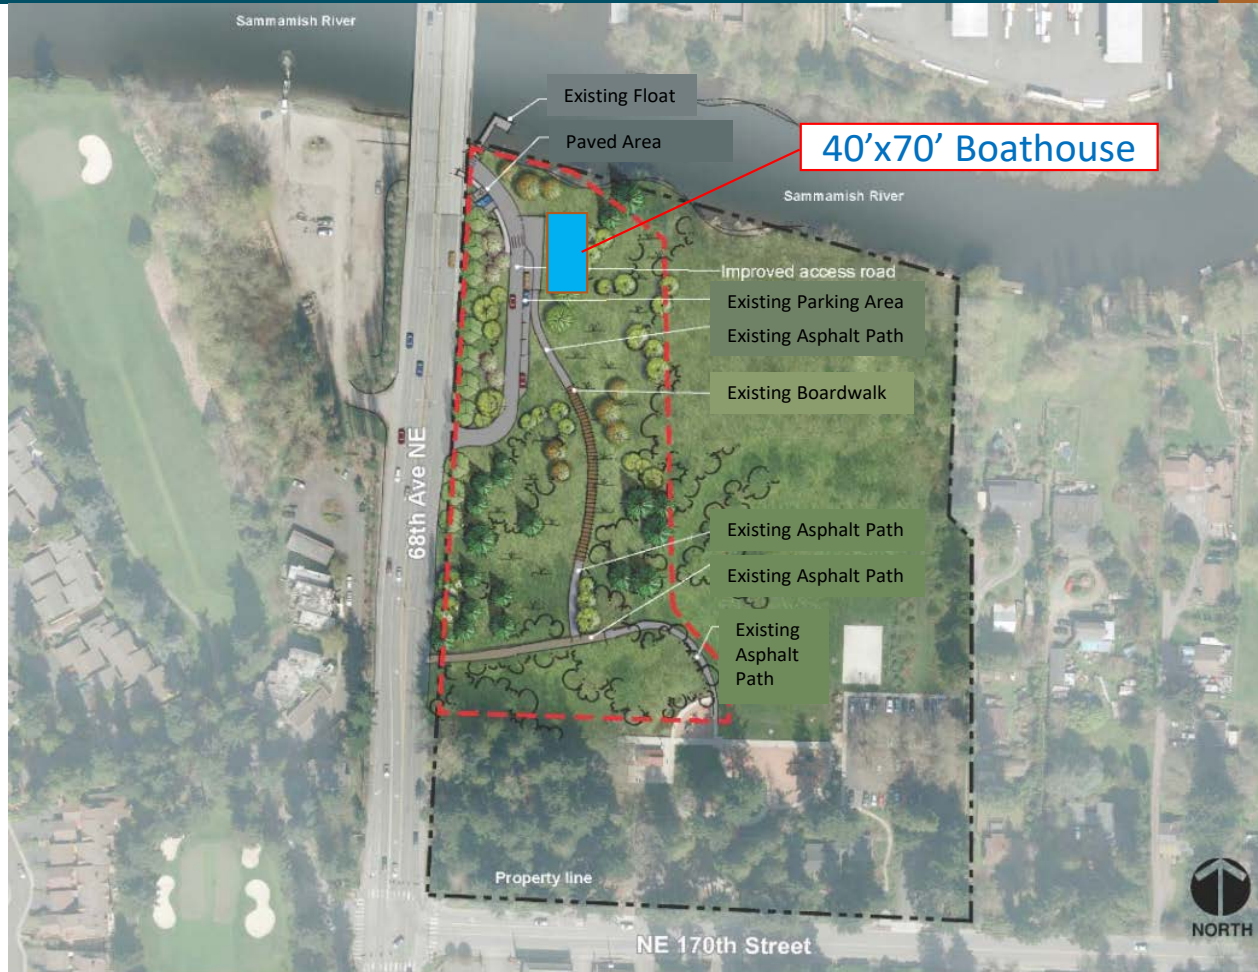 Sammamish River
Existing Float
Paved Area
40’x70’ Boathouse
Sammamish River
Improved access road
Existing Parking Area
Existing Asphalt Path
Existing Boardwalk
68th Ave NE
Existing Asphalt Path
Existing Asphalt Path
Existing
Asphalt
Path
Property line
NORTH
NE 170th Street